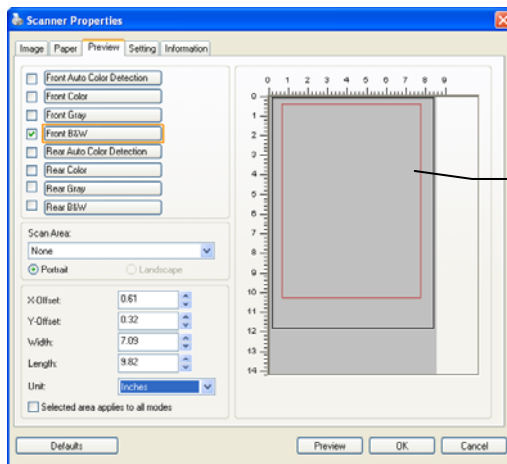 Scanner Properties
Image Paper Preview Setting Information
Front Auto Color Detection
Front Color
Front Gray
Front B&W
Rear Auto Color Detection
Rear Color
Rear Gray
Rear B&W
Scan Area:
None
Portrait Landscape
X-Offset: 0.61
Y-Offset: 0.32
Width: 7.09
Length: 9.82
Unit: Inches
Selected area applies to all modes
0 1 2 3 4 5 6 7 8 9
0
1
2
3
4
5
6
7
8
9
10
11
12
13
14
Defaults Preview OK Cancel